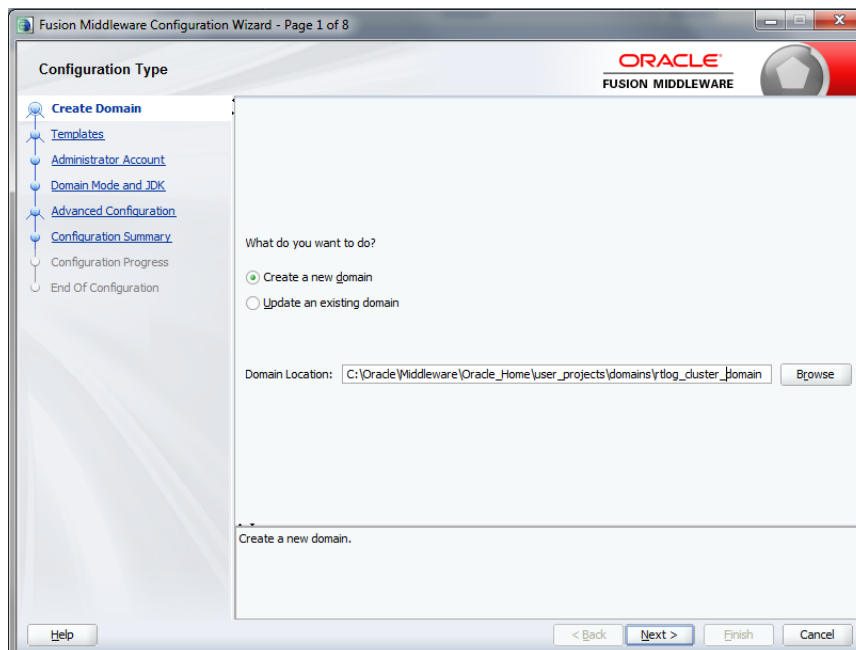 Fusion Middleware Configuration Wizard - Page 1 of 8
Configuration Type
ORACLE
FUSION MIDDLEWARE
Create Domain
Templates
Administrator Account
Domain Mode and JDK
Advanced Configuration
Configuration Summary
Configuration Progress
End Of Configuration
What do you want to do?
Create a new domain
Update an existing domain
Domain Location: C:\Oracle\Middleware\Oracle_Home\user_projects\domains\rtlog_cluster_domain Browse
Create a new domain.
Help < Back Next > Finish Cancel